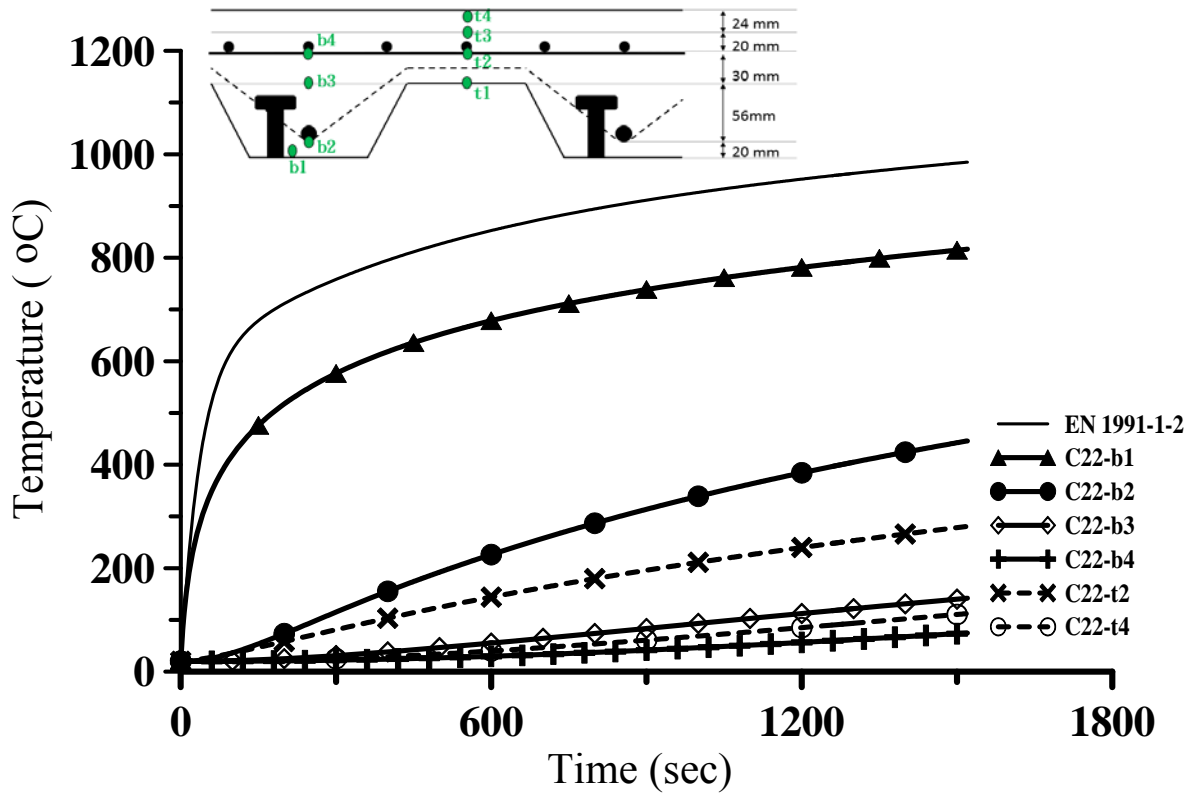 t4
t3
24 mm
b4
20 mm
t2
30 mm
b3
t1
56mm
b2
20 mm
b1
1200
1000
800
600
400
200
0
Temperature ( oC)
EN 1991-1-2
C22-b1
C22-b2
C22-b3
C22-b4
C22-t2
C22-t4
0
600
1200
1800
Time (sec)